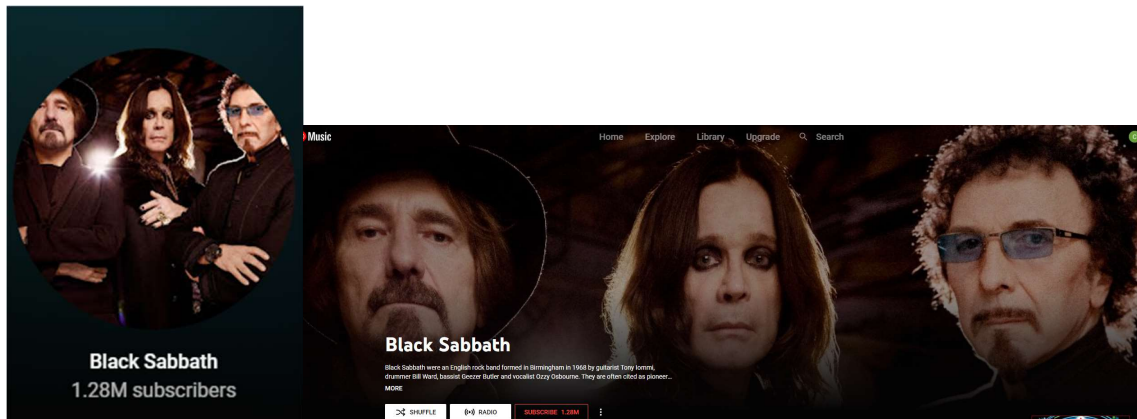 Black Sabbath
1.28M subscribers
Music
Home Explore Library Upgrade Search
Black Sabbath
Black Sabbath were an English rock band formed in Birmingham in 1968 by guitarist Tony Iommi,
drummer Bill Ward, bassist Geezer Butler and vocalist Ozzy Osbourne. They are often cited as pioneer...
MORE
SHUFFLE RADIO SUBSCRIBE 1.28M